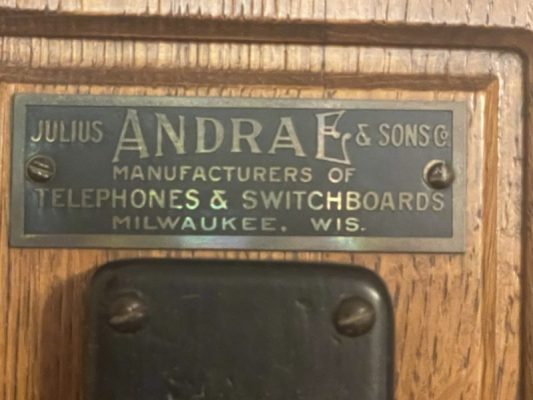 JULIUS ANDRAE & SONS Co.
MANUFACTURERS OF
TELEPHONES & SWITCHBOARDS
MILWAUKEE. WIS.